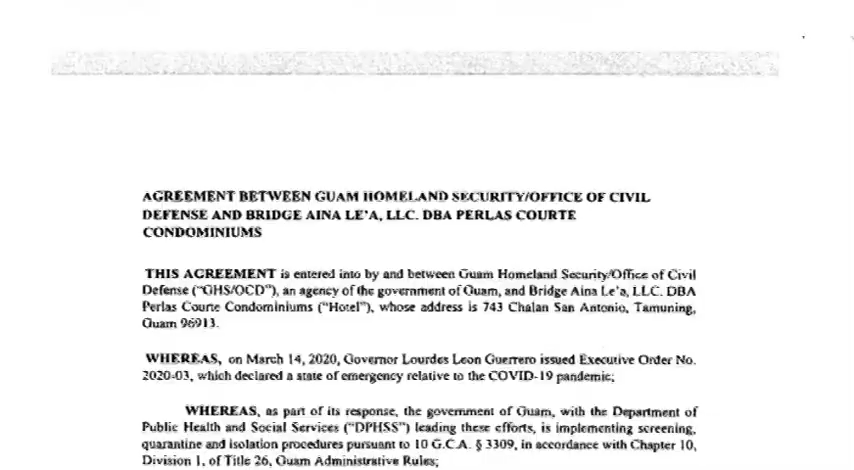 AGREEMENT BETWEEN GUAM HOMELAND SECURITY/OFFICE OF CIVIL
DEFENSE AND BRIDGE AINA LE'A, LLC. DBA PERLAS COURTE
CONDOMINIUMS
THIS AGREEMENT is entered into by and between Guam Homeland Security/Office of Civil
Defense ("GHS/OCD"), an agency of the government of Guam, and Bridge Aina Le'a, LLC. DBA
Perlas Courte Condominiums ("Hotel"), whose address is 743 Chalan San Antonio, Tamuning,
Guam 96913.
WHEREAS, on March 14, 2020, Governor Lourdes Leon Guerrero issued Executive Order No.
2020-03, which declared a state of emergency relative to the COVID-19 pandemic;
WHEREAS, as part of its response, the government of Guam, with the Department of
Public Health and Social Services ("DPHSS") leading these efforts, is implementing screening,
quarantine and isolation procedures pursuant to 10 G.C.A. § 3309, in accordance with Chapter 10,
Division 1, of Title 26, Guam Administrative Rules;